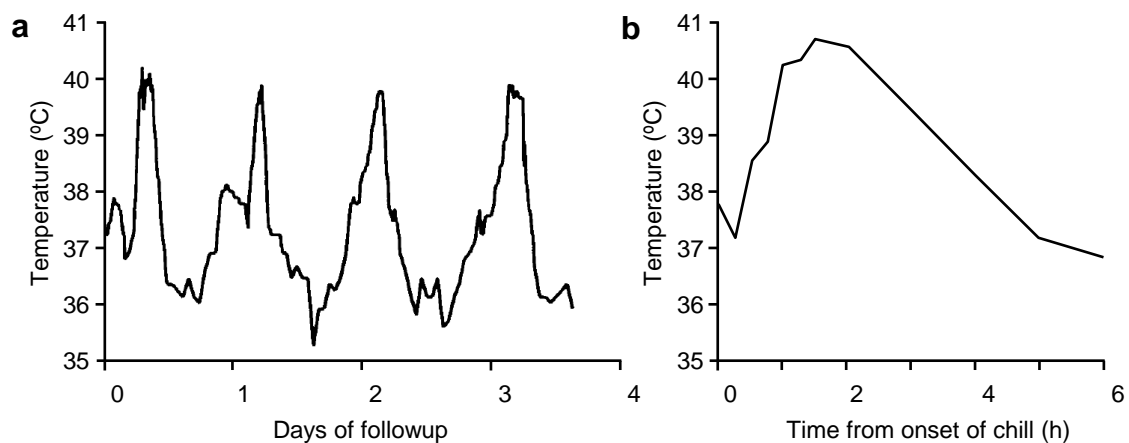 a
41
40
39
38
37
36
35
Temperature (ºC)
0 1 2 3 4
Days of followup
b
41
40
39
38
37
36
35
Temperature (ºC)
0 2 4 6
Time from onset of chill (h)